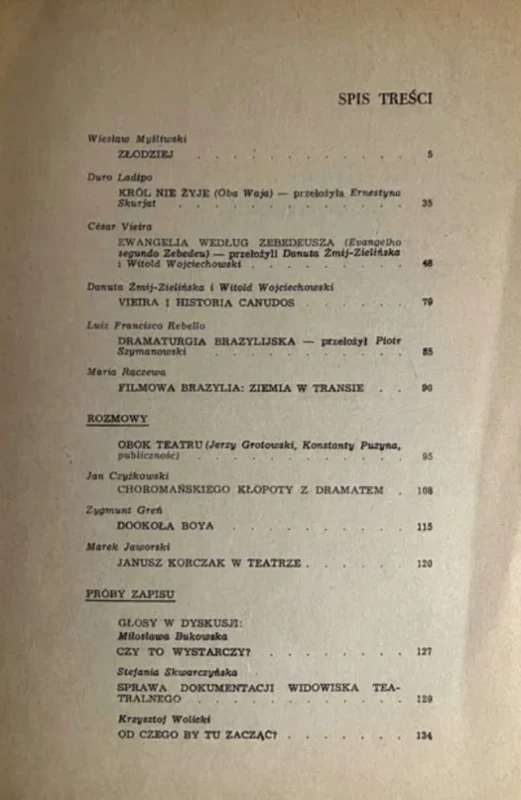 SPIS TREŚCI
Wiesław Myśliwski
ZŁODZIEJ . . . . . . . . . . . 5
Duro Ladipo
KRÓL NIE ŻYJE (Oba Waja) — przełożyła Ernestyna
Skurjat . . . . . . . . . . . 35
César Vieira
EWANGELIA WEDŁUG ZEBEDEUSZA (Evangelho
segundo Zebedeu) — przełożyli Danuta Żmij-Zielińska
i Witold Wojciechowski . . . . . . . . 48
Danuta Żmij-Zielińska i Witold Wojciechowski
VIEIRA I HISTORIA CANUDOS . . . . . . 79
Luiz Francisco Rebello
DRAMATURGIA BRAZYLIJSKA — przełożył Piotr
Szymanowski . . . . . . . . . 85
Maria Raczewa
FILMOWA BRAZYLIA: ZIEMIA W TRANSIE . . 90
ROZMOWY
OBOK TEATRU (Jerzy Grotowski, Konstanty Puzyna,
publiczność) . . . . . . . . . . 95
Jan Czyżkowski
CHOROMAŃSKIEGO KŁOPOTY Z DRAMATEM . 108
Zygmunt Greń
DOOKOŁA BOYA . . . . . . . . . 115
Marek Jaworski
JANUSZ KORCZAK W TEATRZE . . . . . . 120
PRÓBY ZAPISU
GŁOSY W DYSKUSJI:
Miłosława Bukowska
CZY TO WYSTARCZY? . . . . . . . 127
Stefania Skwarczyńska
SPRAWA DOKUMENTACJI WIDOWISKA TEA-
TRALNEGO . . . . . . . . . . 129
Krzysztof Wolicki
OD CZEGO BY TU ZACZĄĆ? . . . . . . . 134